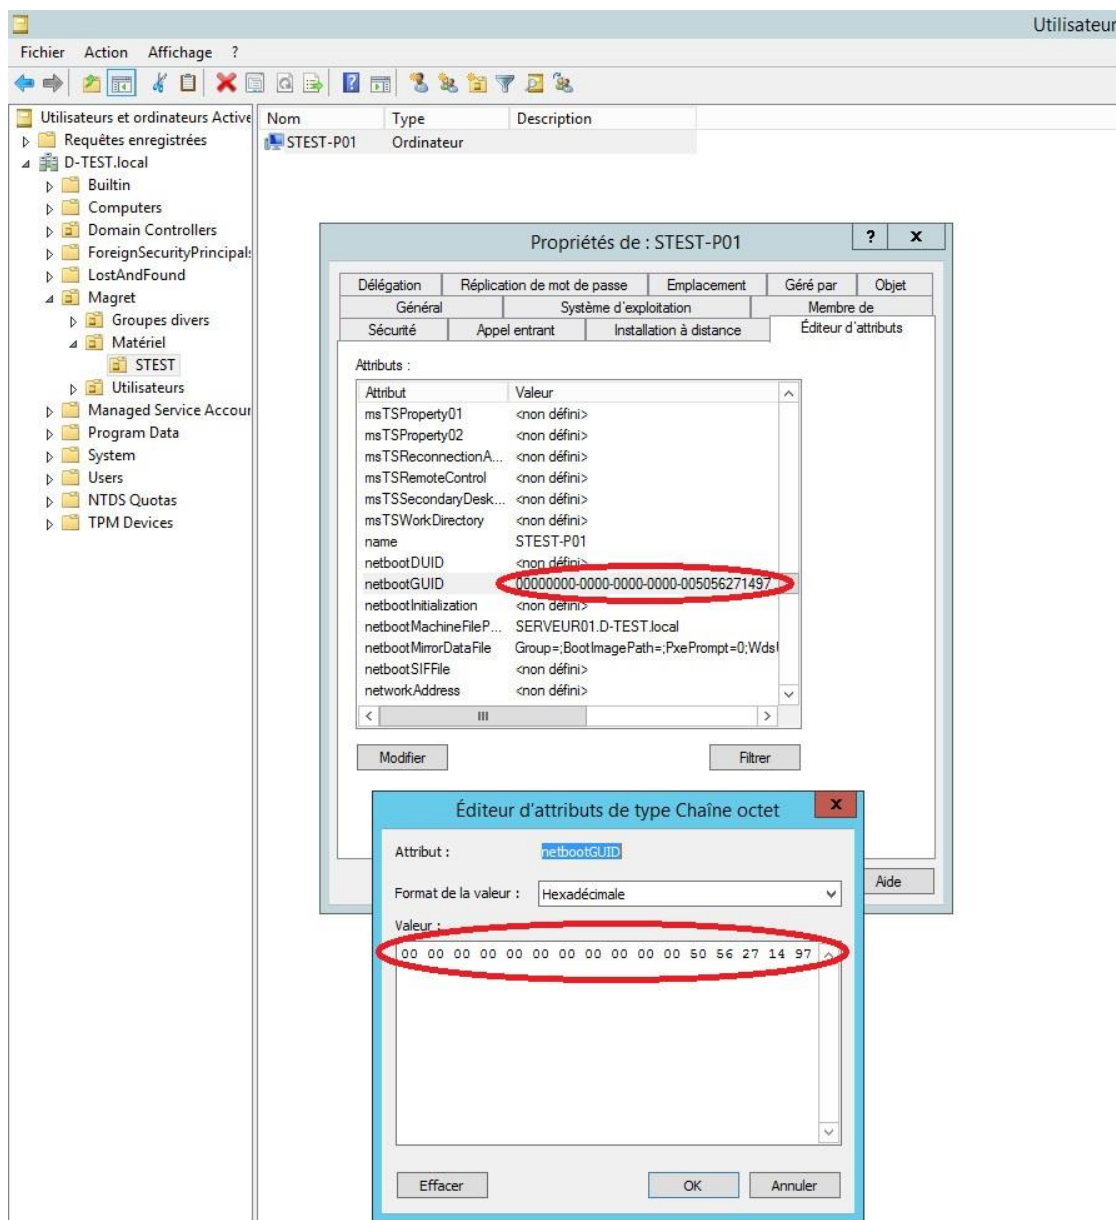 Utilisateur
Fichier Action Affichage ?
Utilisateurs et ordinateurs Active
Requêtes enregistrées
D-TEST.local
Builtin
Computers
Domain Controllers
ForeignSecurityPrincipals
LostAndFound
Magret
Groupes divers
Matériel
STEST
Utilisateurs
Managed Service Accour
Program Data
System
Users
NTDS Quotas
TPM Devices
Nom Type Description
STEST-P01 Ordinateur
Propriétés de : STEST-P01 ? x
Délégation Réplication de mot de passe Emplacement Géré par Objet
Général Système d'exploitation Membre de
Sécurité Appel entrant Installation à distance Éditeur d'attributs
Attributs :
Attribut Valeur
msTSProperty01 <non défini>
msTSProperty02 <non défini>
msTSReconnectionA... <non défini>
msTSRemoteControl <non défini>
msTSSecondaryDesk... <non défini>
msTSWorkDirectory <non défini>
name STEST-P01
netbootDUID <non défini>
netbootGUID 00000000-0000-0000-0000-005056271497
netbootInitialization <non défini>
netbootMachineFileP... SERVEUR01.D-TEST.local
netbootMirrorDataFile Group=;BootImagePath=;PxePrompt=0;WdsU
netbootSIFFile <non défini>
networkAddress <non défini>
Modifier Filtrer
Aide
Éditeur d'attributs de type Chaîne octet x
Attribut : netbootGUID
Format de la valeur : Hexadécimale
Valeur :
00 00 00 00 00 00 00 00 00 00 00 50 56 27 14 97
Effacer OK Annuler